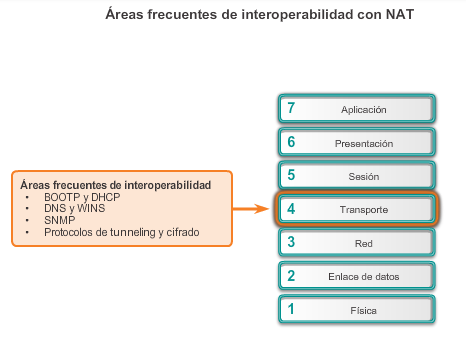 Áreas frecuentes de interoperabilidad con NAT
7 Aplicación
6 Presentación
5 Sesión
Áreas frecuentes de interoperabilidad
• BOOTP y DHCP
• DNS y WINS
• SNMP
• Protocolos de tunneling y cifrado
4 Transporte
3 Red
2 Enlace de datos
1 Física